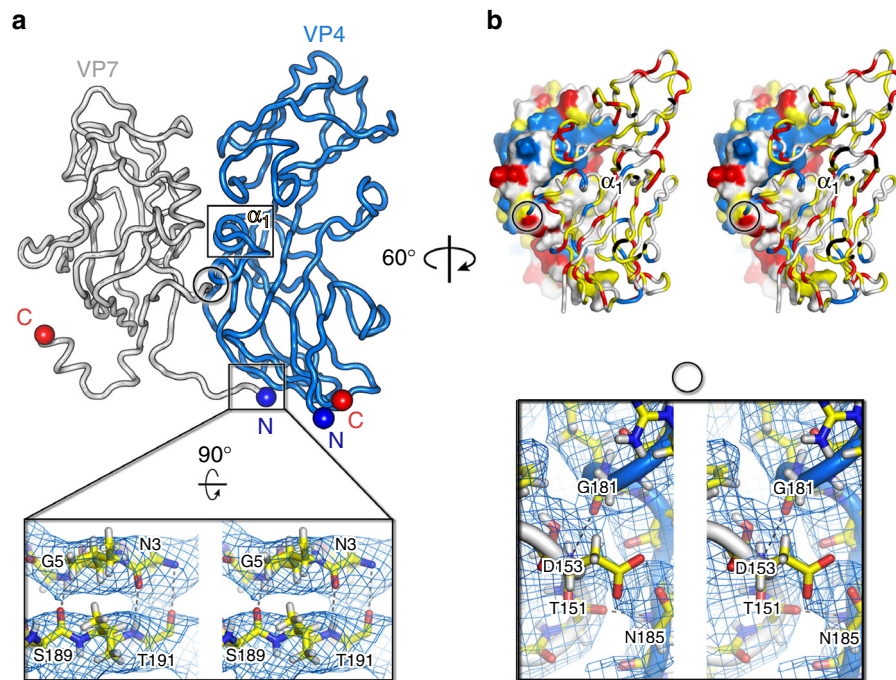 a
b
VP7
VP4
α1
α1
α1
60°
C
N
N
C
90°
G5
N3
G5
N3
S189
T191
S189
T191
G181
G181
D153
D153
T151
T151
N185
N185